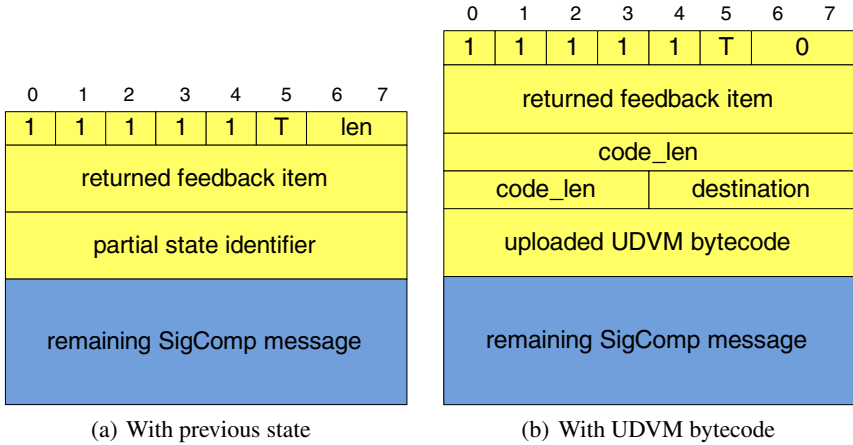 0 1 2 3 4 5 6 7
1 1 1 1 1 T len
returned feedback item
partial state identifier
remaining SigComp message
(a) With previous state
0 1 2 3 4 5 6 7
1 1 1 1 1 T 0
returned feedback item
code_len
code_len destination
uploaded UDVM bytecode
remaining SigComp message
(b) With UDVM bytecode